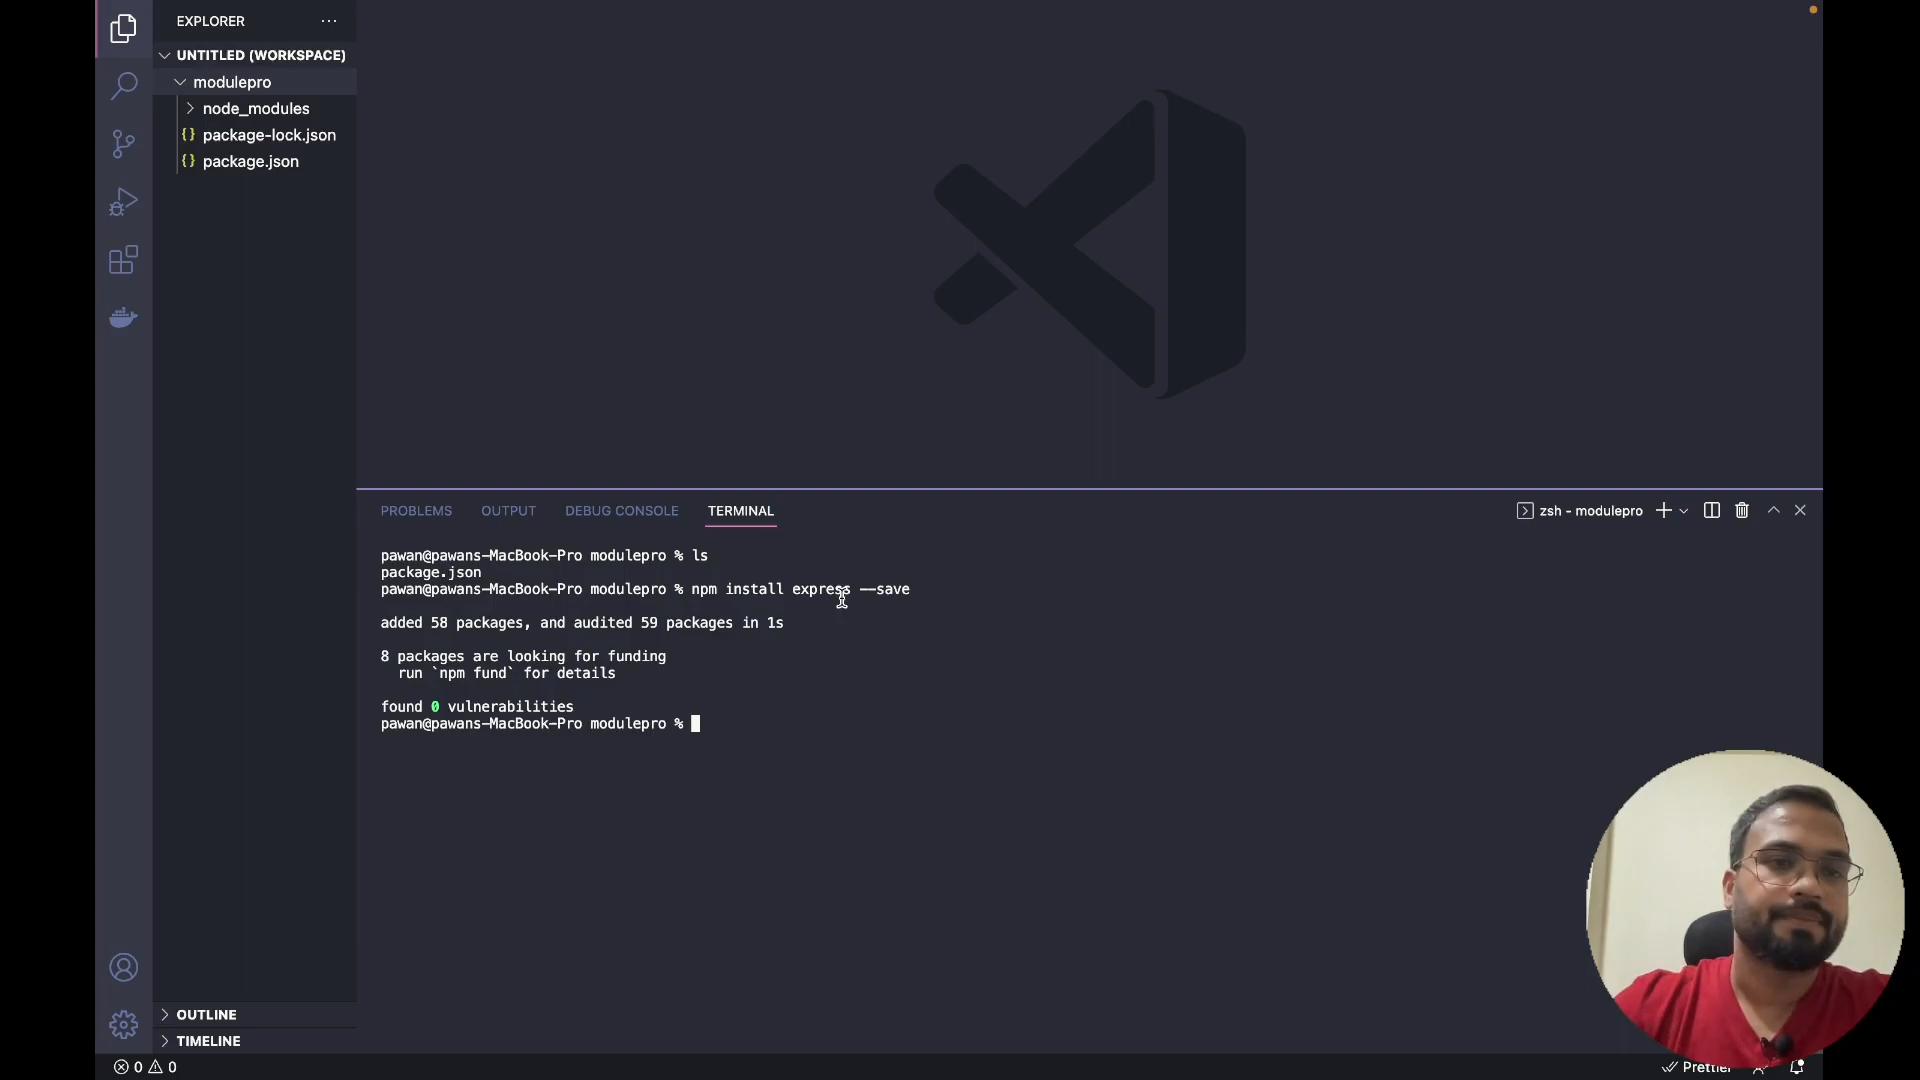 EXPLORER
UNTITLED (WORKSPACE)
modulepro
node_modules
{} package-lock.json
{} package.json
PROBLEMS OUTPUT DEBUG CONSOLE TERMINAL
zsh - modulepro
pawan@pawans-MacBook-Pro modulepro % ls
package.json
pawan@pawans-MacBook-Pro modulepro % npm install express --save
added 58 packages, and audited 59 packages in 1s
8 packages are looking for funding
run `npm fund` for details
found 0 vulnerabilities
pawan@pawans-MacBook-Pro modulepro %
OUTLINE
TIMELINE
0 0
Prettier